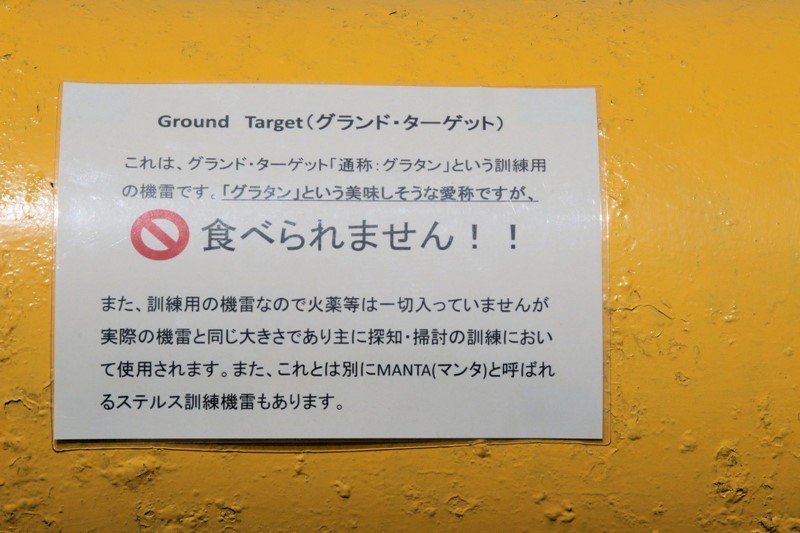 Ground Target（グランド・ターゲット）
これは、グランド・ターゲット「通称：グラタン」という訓練用
の機雷です。「グラタン」という美味しそうな愛称ですが、
食べられません！！
また、訓練用の機雷なので火薬等は一切入っていませんが
実際の機雷と同じ大きさであり主に探知・掃討の訓練におい
て使用されます。また、これとは別にMANTA(マンタ)と呼ばれ
るステルス訓練機雷もあります。